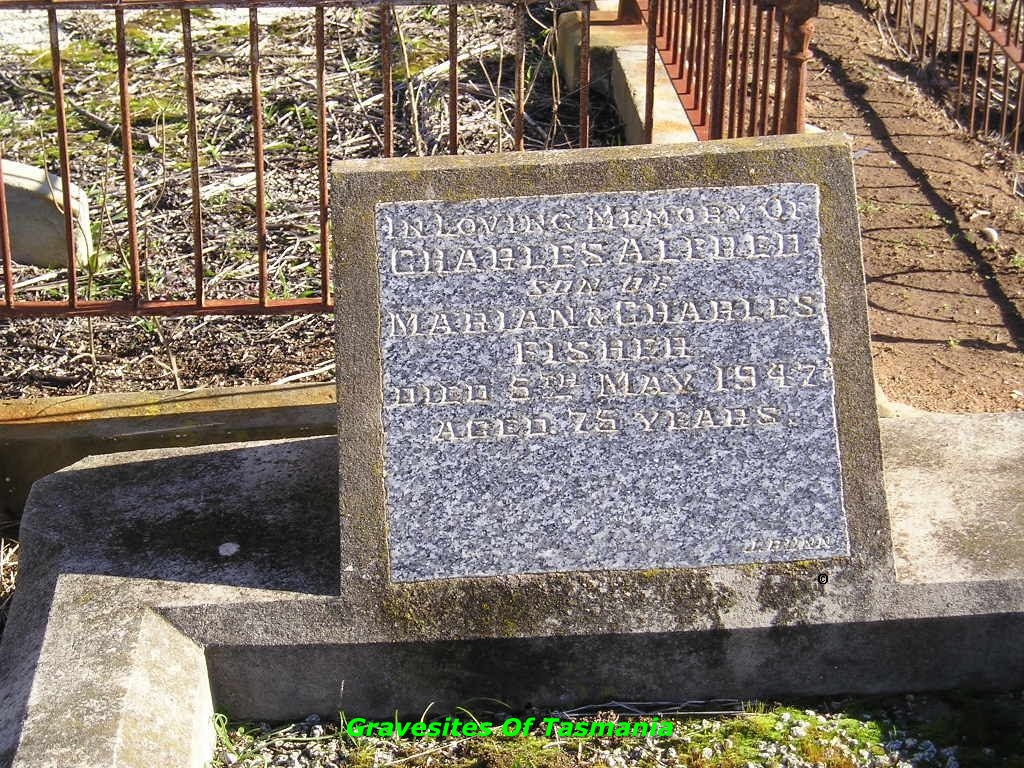 In Loving Memory Of
CHARLES ALFRED
SON OF
MARIAN & CHARLES
FISHER
DIED 5TH MAY 1947
AGED 75 YEARS.
J. DUNN
©
Gravesites Of Tasmania